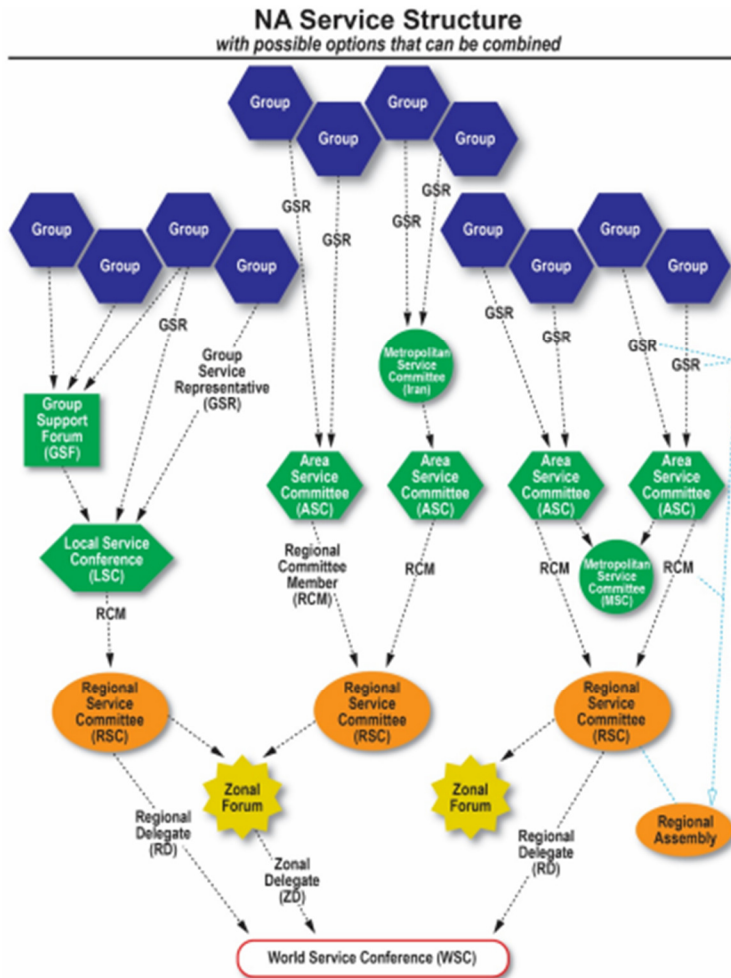 NA Service Structure
with possible options that can be combined
Group
Group
Group
Group
Group
Group
Group
Group
Group
Group
Group
Group
GSR
GSR
GSR
GSR
GSR
GSR
GSR
GSR
GSR
Group
Service
Representative
(GSR)
Metropolitan
Service
Committee
(Iran)
Group
Support
Forum
(GSF)
Area
Service
Committee
(ASC)
Area
Service
Committee
(ASC)
Area
Service
Committee
(ASC)
Area
Service
Committee
(ASC)
Local Service
Conference
(LSC)
Regional
Committee
Member
(RCM)
RCM
RCM
Metropolitan
Service
Committee
(MSC)
RCM
RCM
Regional
Service
Committee
(RSC)
Regional
Service
Committee
(RSC)
Regional
Service
Committee
(RSC)
Zonal
Forum
Zonal
Forum
Regional
Assembly
Regional
Delegate
(RD)
Zonal
Delegate
(ZD)
Regional
Delegate
(RD)
World Service Conference (WSC)